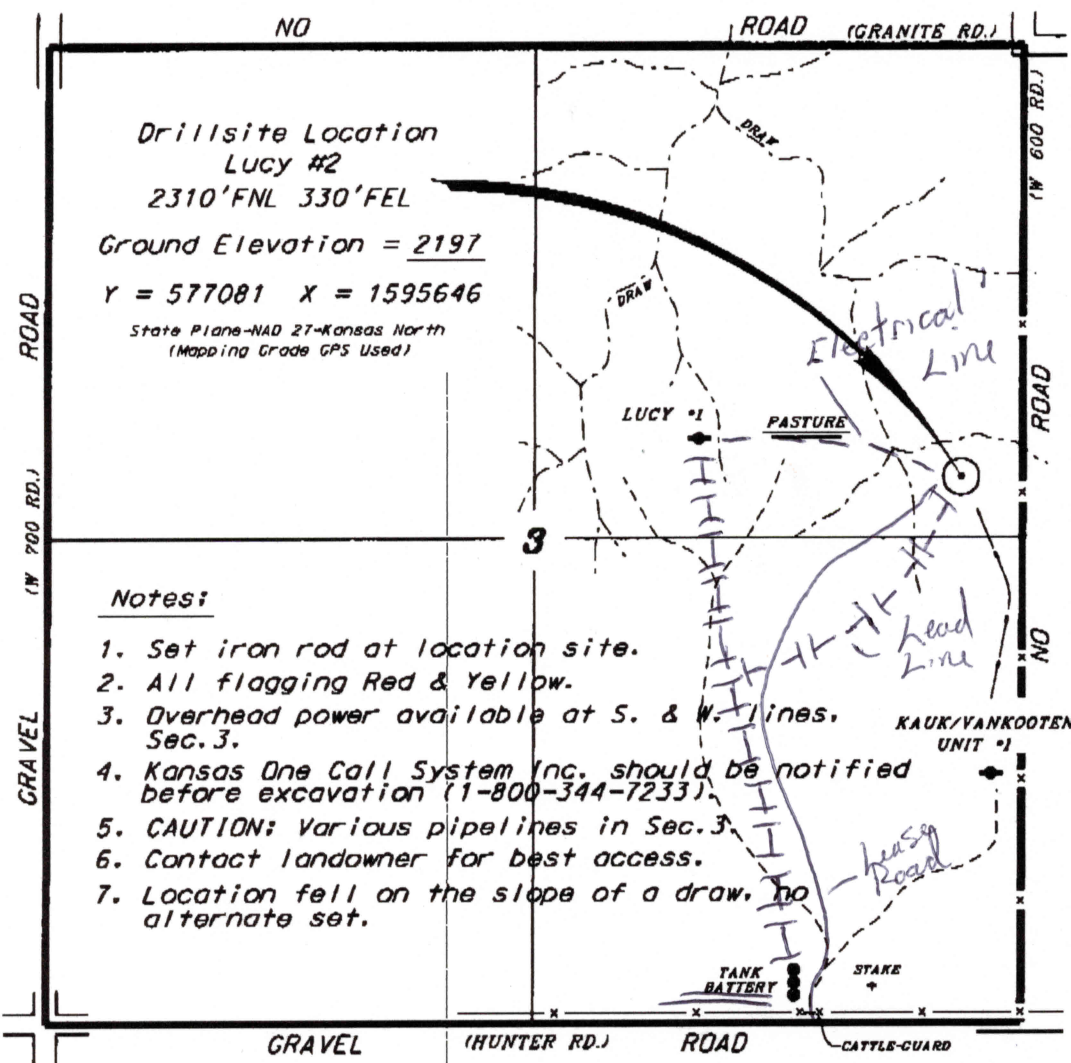 NO ROAD (GRANITE RD.)
Drillsite Location
Lucy #2
2310'FNL 330'FEL
Ground Elevation = 2197
Y = 577081 X = 1595646
State Plane-NAD 27-Kansas North
(Mapping Grade GPS Used)
DRAW
DRAW
(W 600 RD.)
ROAD
NO
Electrical
Line
LUCY #1
PASTURE
3
ROAD
(W 700 RD.)
GRAVEL
Notes:
1. Set iron rod at location site.
2. All flagging Red & Yellow.
3. Overhead power available at S. & W. lines,
Sec.3.
4. Kansas One Call System Inc. should be notified
before excavation (1-800-344-7233).
5. CAUTION: Various pipelines in Sec.3.
6. Contact landowner for best access.
7. Location fell on the slope of a draw, no
alternate set.
Lead
Line
KAUK/VANKOOTEN
UNIT #1
Lease
Road
TANK
BATTERY
STAKE
GRAVEL (HUNTER RD.) ROAD
CATTLE-GUARD